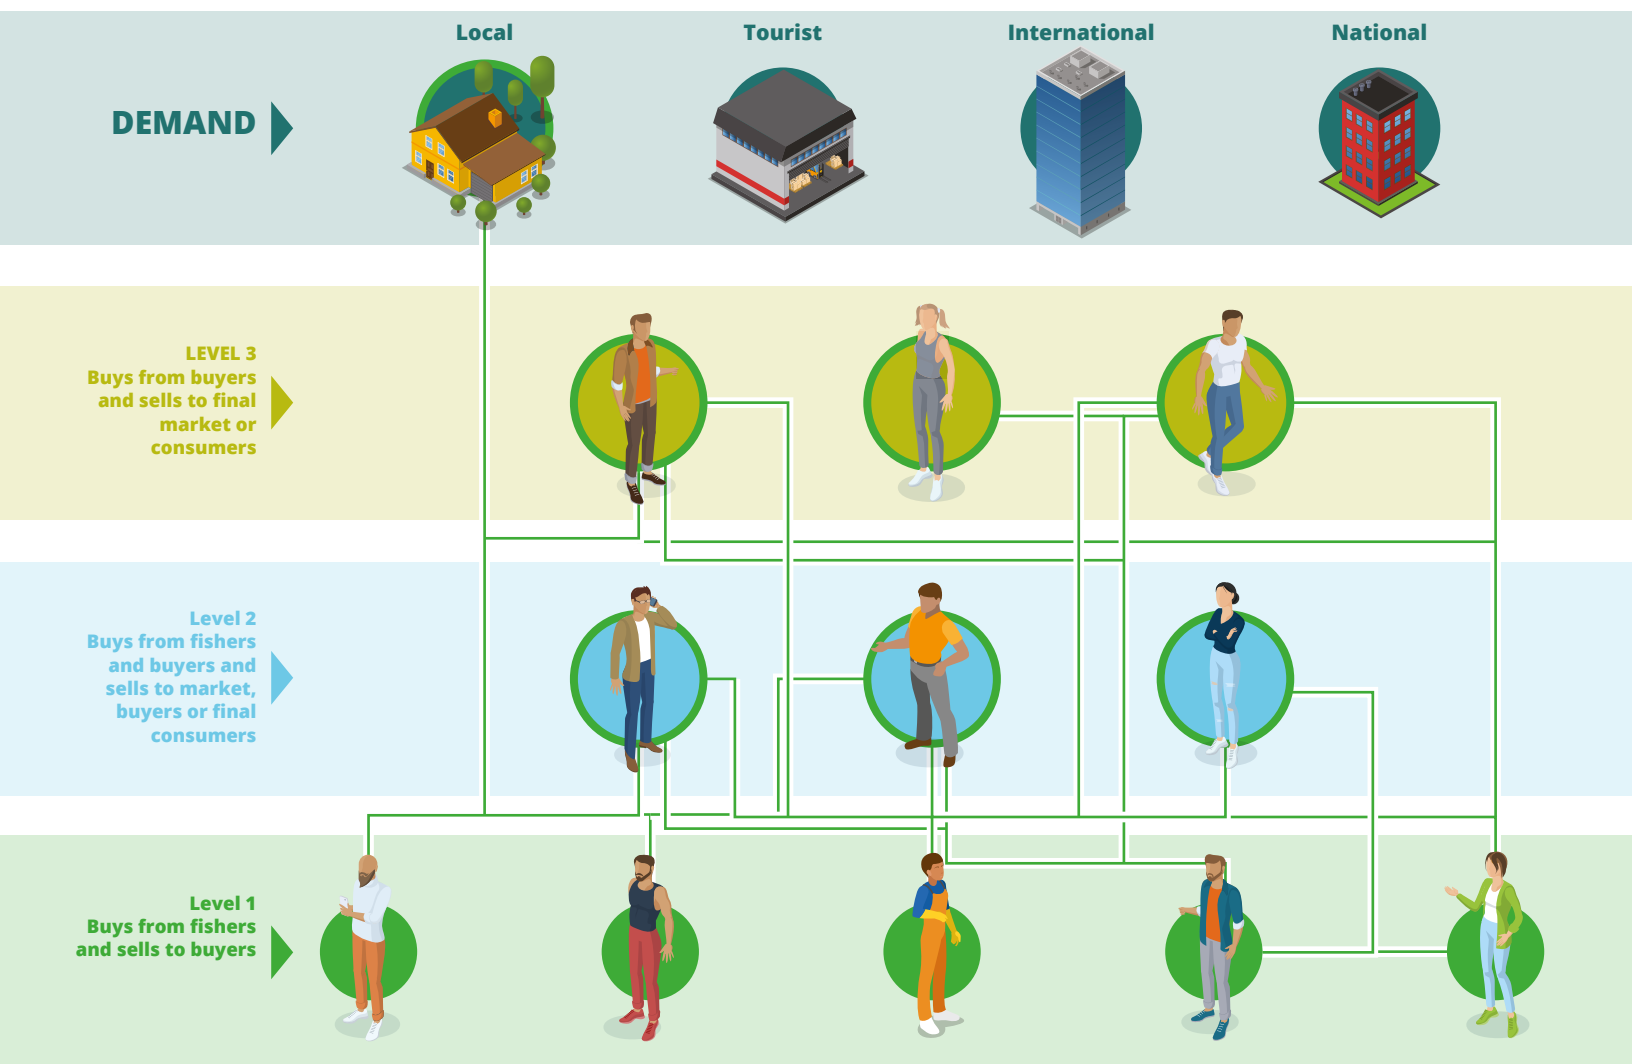 Local
Tourist
International
National
DEMAND
LEVEL 3
Buys from buyers
and sells to final
market or
consumers
Level 2
Buys from fishers
and buyers and
sells to market,
buyers or final
consumers
Level 1
Buys from fishers
and sells to buyers